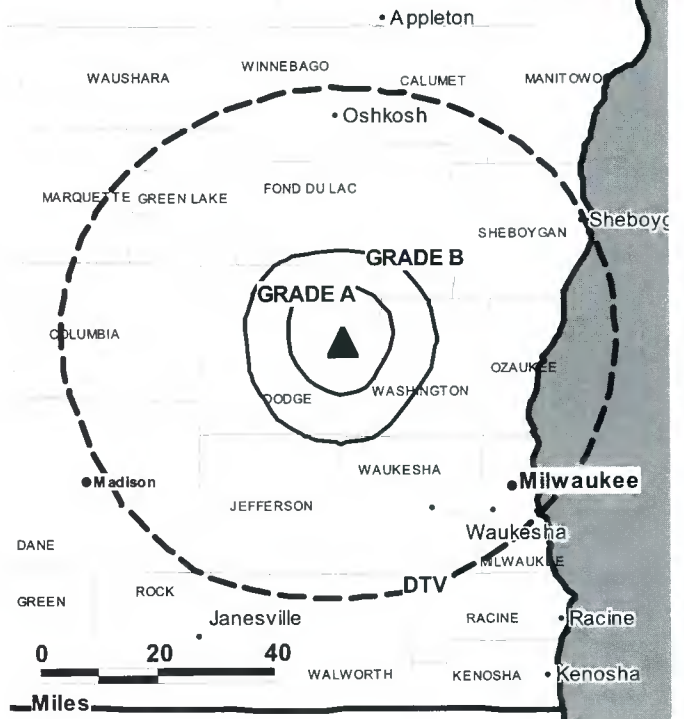 Appleton
WINNEBAGO
WAUSHARA
CALUMET
MANITOWO
Oshkosh
FOND DU LAC
MARQUETTE
GREEN LAKE
Sheboyg
SHEBOYGAN
GRADE B
GRADE A
COLUMBIA
OZAUKEE
WASHINGTON
DODGE
WAUKESHA
Madison
Milwaukee
JEFFERSON
Waukesha
DANE
MILWAUKEE
DTV
ROCK
GREEN
Janesville
RACINE
Racine
0 20 40
WALWORTH
KENOSHA
Kenosha
Miles